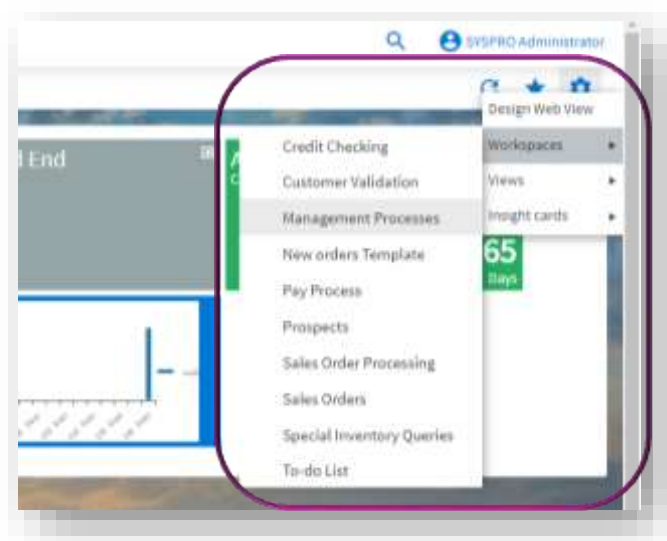 SYSPRO Administrator
Design Web View
d End
Credit Checking
Workspaces
Customer Validation
Views
Management Processes
Insight cards
New orders Template
65
Days
Pay Process
Prospects
Sales Order Processing
Sales Orders
Special Inventory Queries
To-do List